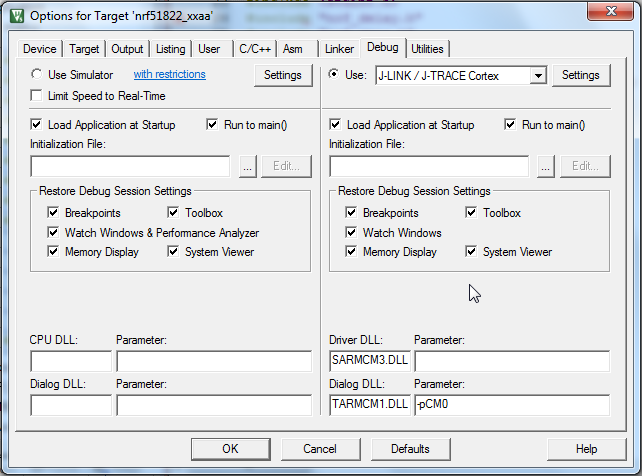 Options for Target 'nrf51822_xxaa'
Device Target Output Listing User C/C++ Asm Linker Debug Utilities
Use Simulator with restrictions Settings
Use: J-LINK / J-TRACE Cortex Settings
Limit Speed to Real-Time
Load Application at Startup Run to main()
Load Application at Startup Run to main()
Initialization File:
Initialization File:
... Edit...
... Edit...
Restore Debug Session Settings
Restore Debug Session Settings
Breakpoints Toolbox
Breakpoints Toolbox
Watch Windows & Performance Analyzer
Watch Windows
Memory Display System Viewer
Memory Display System Viewer
CPU DLL: Parameter:
Driver DLL: Parameter:
SARMCM3.DLL
Dialog DLL: Parameter:
Dialog DLL: Parameter:
TARMCM1.DLL -pCM0
OK Cancel Defaults Help